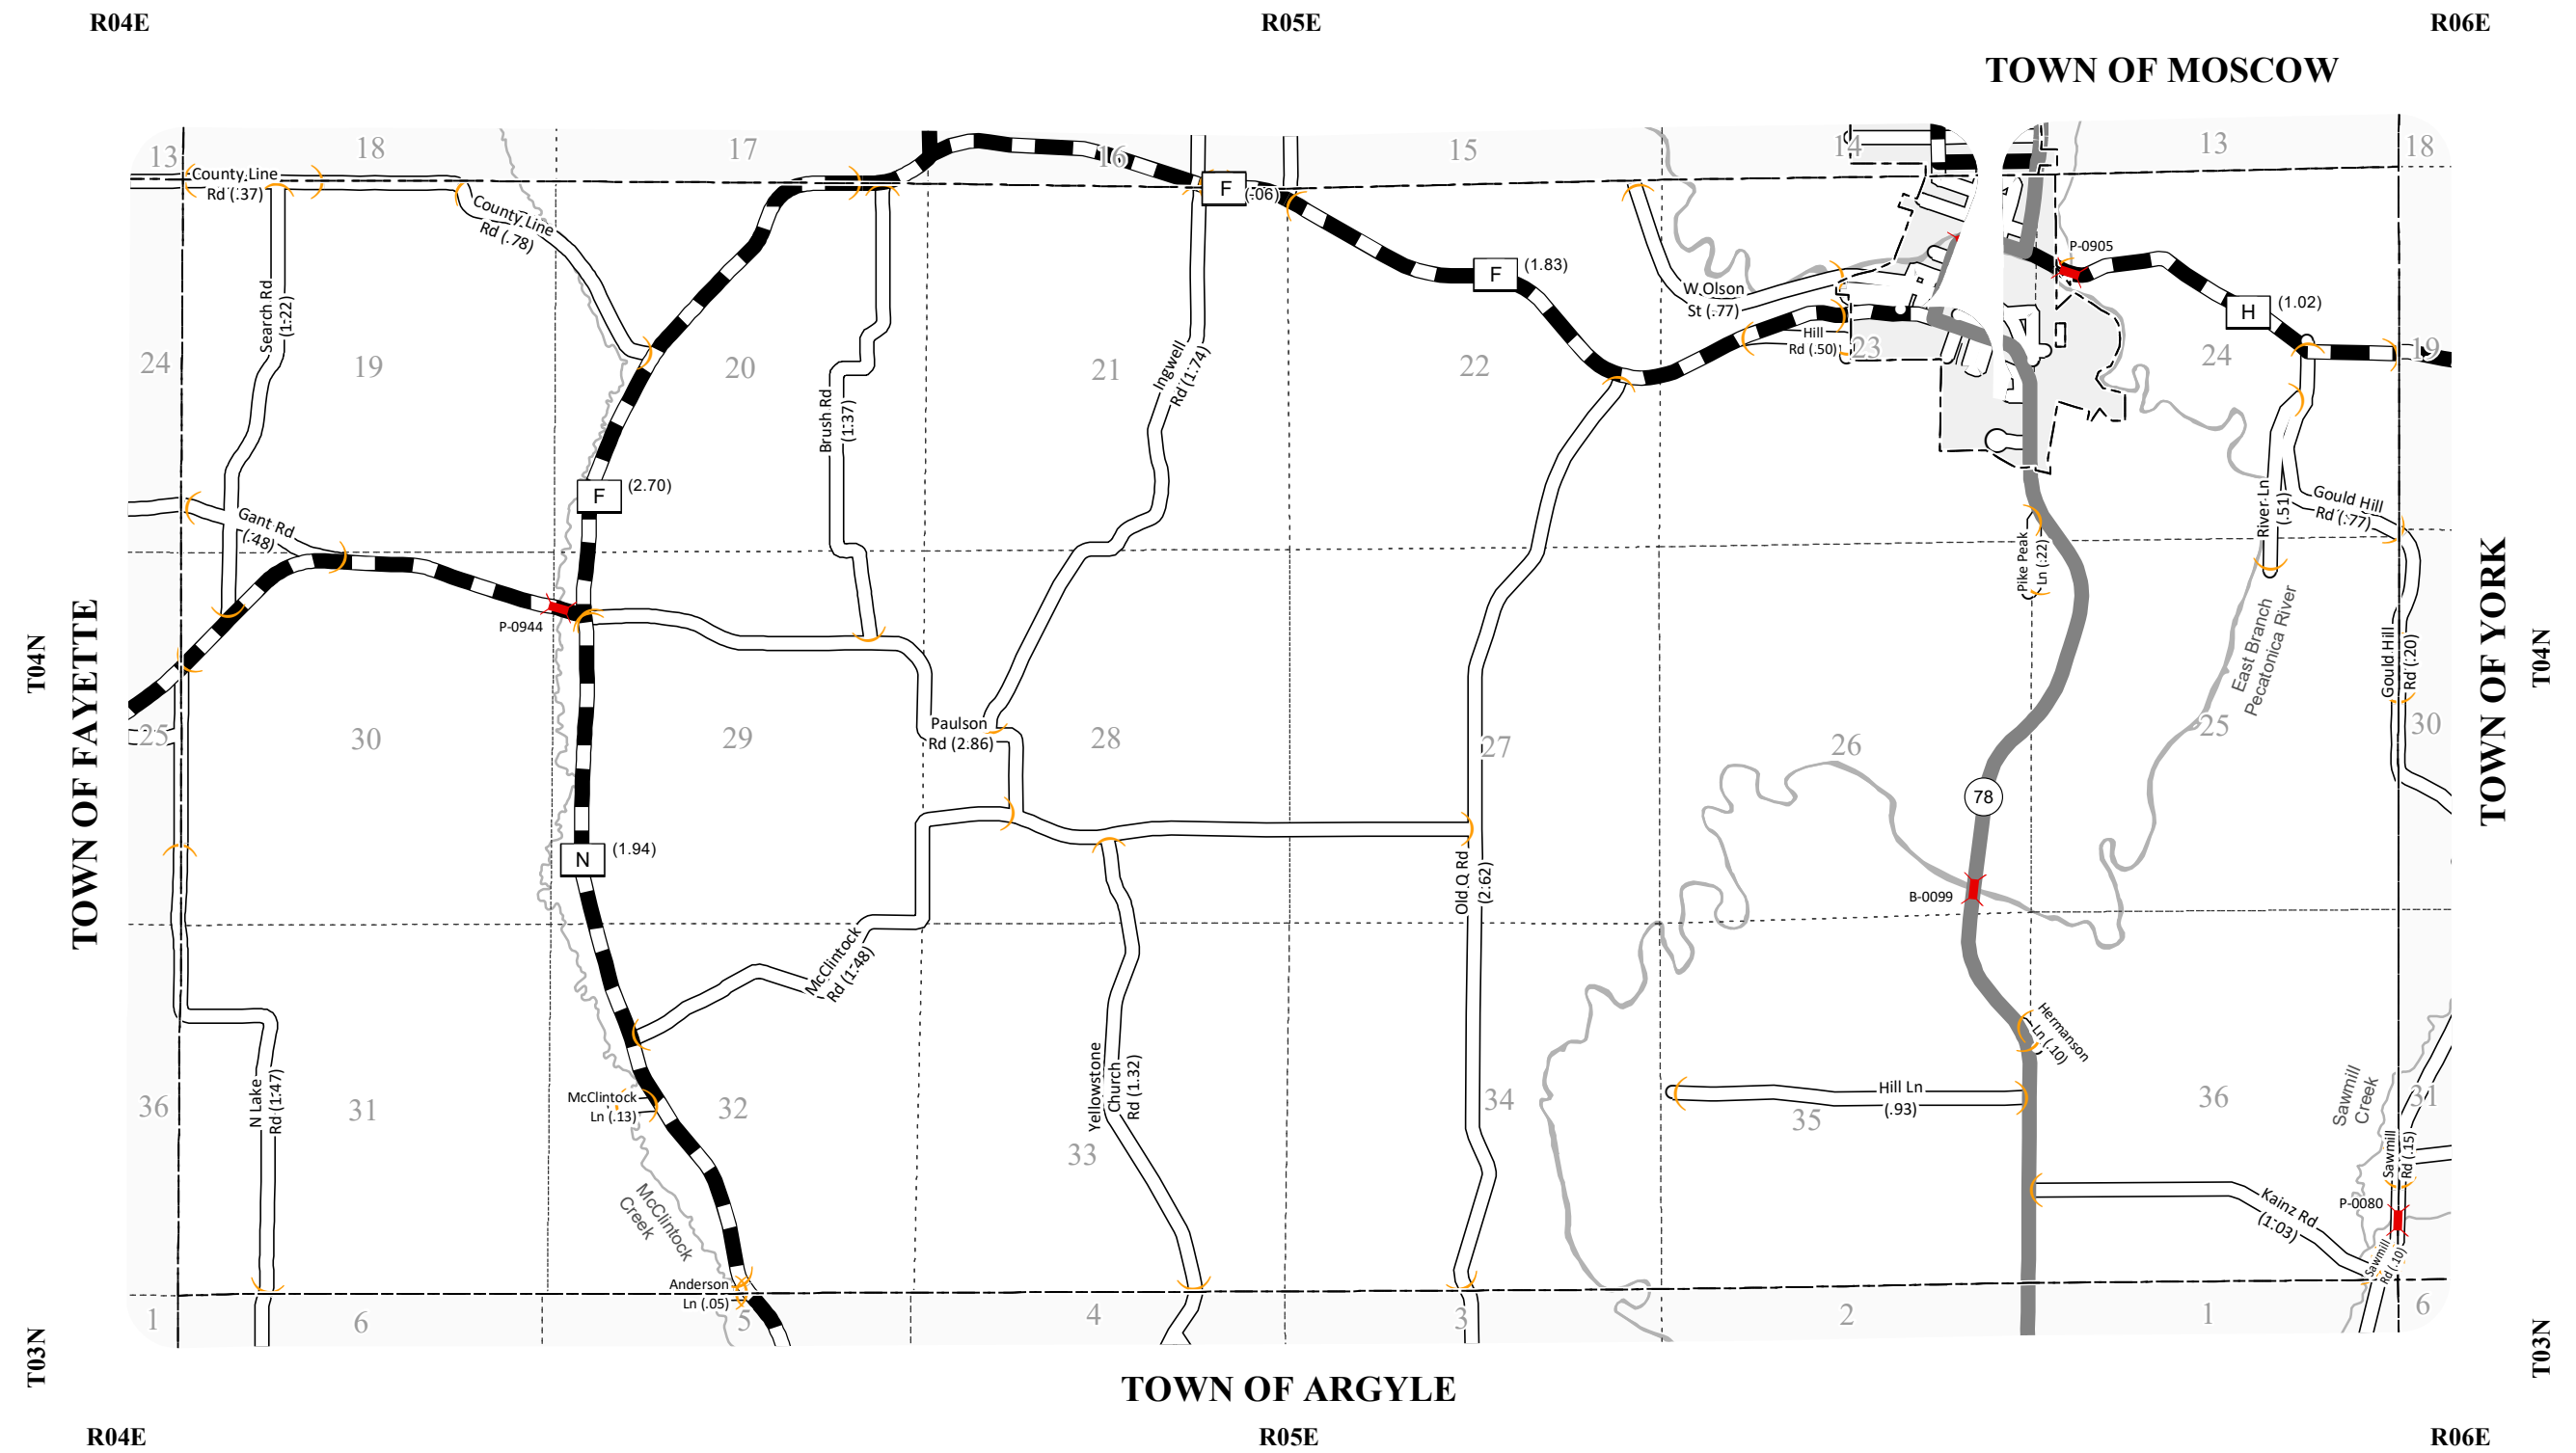 R04E
R05E
R06E
TOWN OF MOSCOW
13
18
17
16
15
14
13
18
County Line
Rd (.37)
County Line
Rd (.78)
F
(.06)
Search Rd
(1.22)
W Olson
St (.77)
F
(1.83)
Hill
Rd (.50)
P-0905
H
(1.02)
24
19
20
21
22
23
24
19
Brush Rd
(1.37)
Ingwell
Rd (1.74)
F
(2.70)
Gant Rd
(.48)
River Ln
(.51)
Gould Hill
Rd (.77)
Pike Peak
Ln (.22)
P-0944
TOWN OF FAYETTE
T04N
TOWN OF YORK
T04N
East Branch
Pecatonica River
Gould Hill
Rd (.20)
25
30
29
28
27
26
25
30
Paulson
Rd (2.86)
78
N
(1.94)
Old Q Rd
(2.62)
B-0099
McClintock
Rd (1.48)
Hermanson
Ln (.10)
N Lake
Rd (1.47)
Yellowstone
Church
Rd (1.32)
McClintock
Ln (.13)
Hill Ln
(.93)
Sawmill
Creek
36
31
32
33
34
35
36
31
Sawmill
Rd (.15)
P-0080
Kainz Rd
(1.03)
Sawmill
Rd (.10)
McClintock
Creek
Anderson
Ln (.05)
1
6
5
4
3
2
1
6
T03N
T03N
TOWN OF ARGYLE
R04E
R05E
R06E